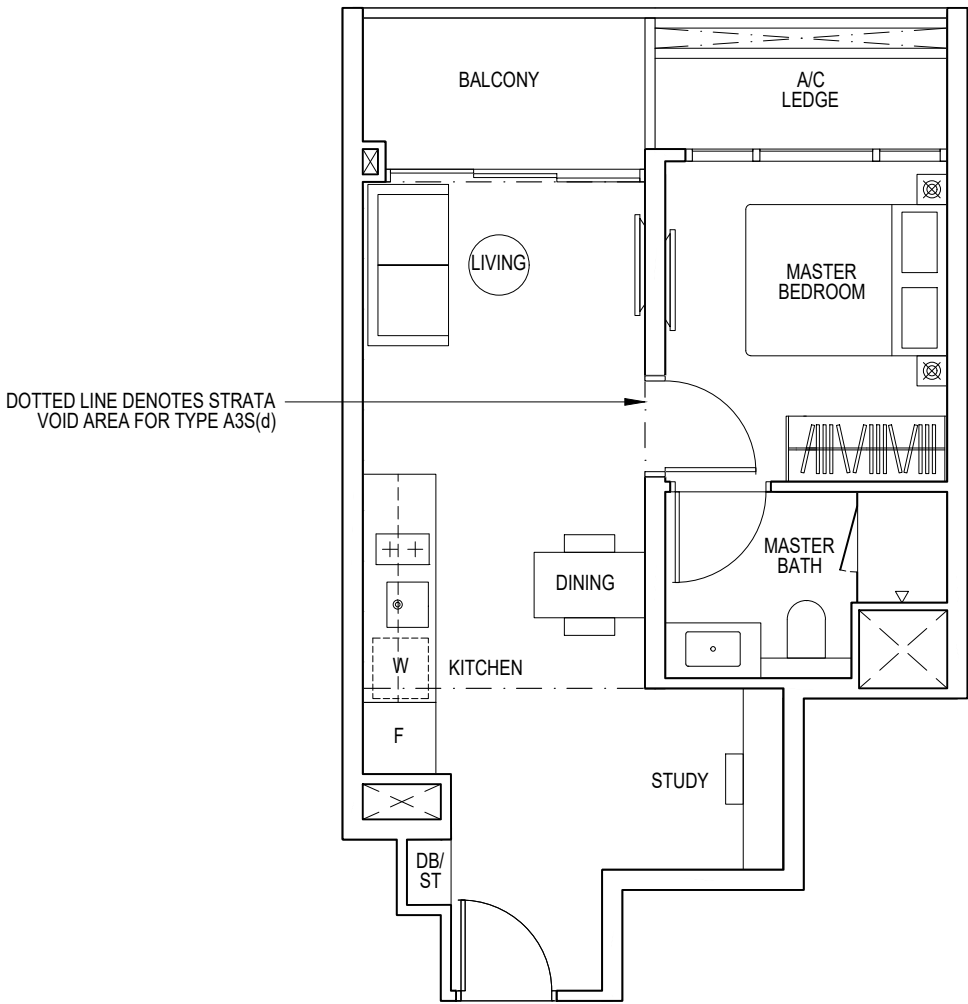 BALCONY
A/C
LEDGE
LIVING
MASTER
BEDROOM
DOTTED LINE DENOTES STRATA
VOID AREA FOR TYPE A3S(d)
MASTER
BATH
DINING
W
KITCHEN
F
STUDY
DB/
ST